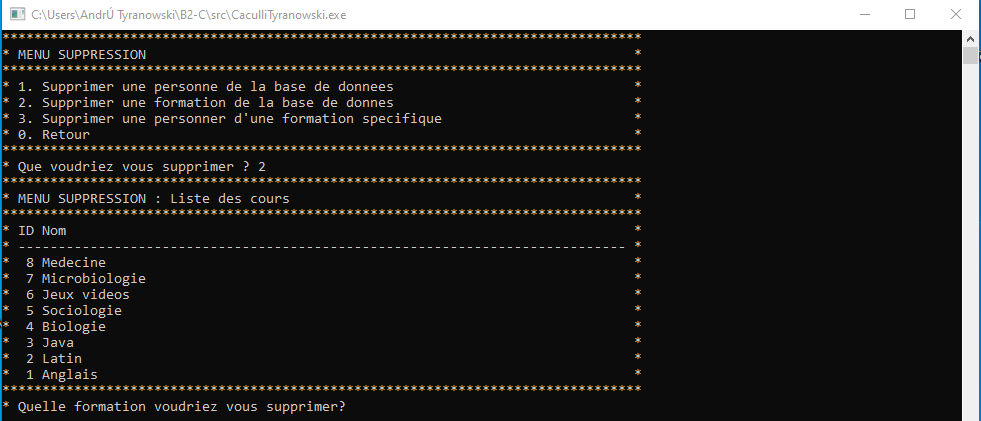 C:\Users\AndrÚ Tyranowski\B2-C\src\CaculliTyranowski.exe
********************************************************************************
* MENU SUPPRESSION *
********************************************************************************
* 1. Supprimer une personne de la base de donnees *
* 2. Supprimer une formation de la base de donnes *
* 3. Supprimer une personner d'une formation specifique *
* 0. Retour *
********************************************************************************
* Que voudriez vous supprimer ? 2
********************************************************************************
* MENU SUPPRESSION : Liste des cours *
********************************************************************************
* ID Nom *
* ---------------------------------------------------------------------------- *
* 8 Medecine *
* 7 Microbiologie *
* 6 Jeux videos *
* 5 Sociologie *
* 4 Biologie *
* 3 Java *
* 2 Latin *
* 1 Anglais *
********************************************************************************
* Quelle formation voudriez vous supprimer?